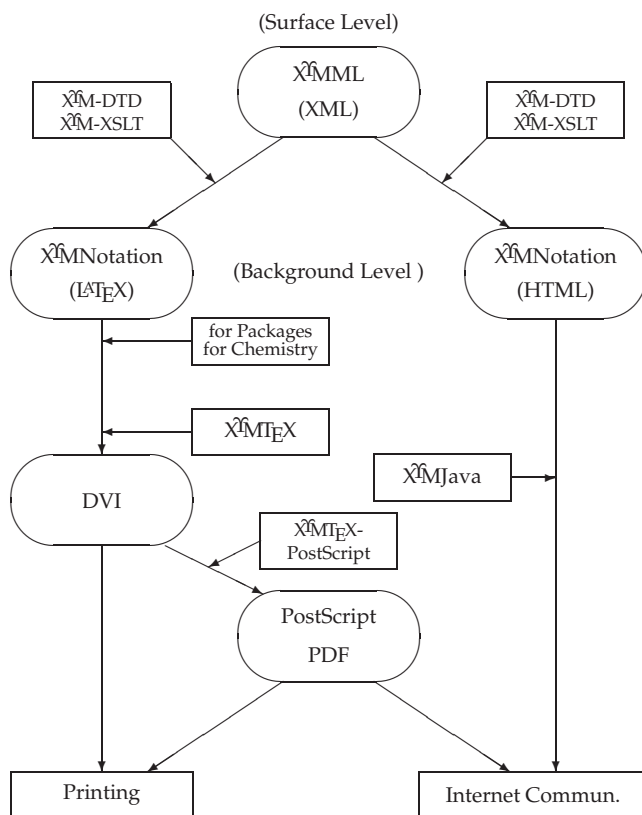 (Surface Level)
XΥMML
(XML)
XΥM-DTD
XΥM-XSLT
XΥM-DTD
XΥM-XSLT
XΥMNotation
(LATEX)
(Background Level )
XΥMNotation
(HTML)
for Packages
for Chemistry
XΥMTEX
DVI
XΥMJava
XΥMTEX-
PostScript
PostScript
PDF
Printing
Internet Commun.